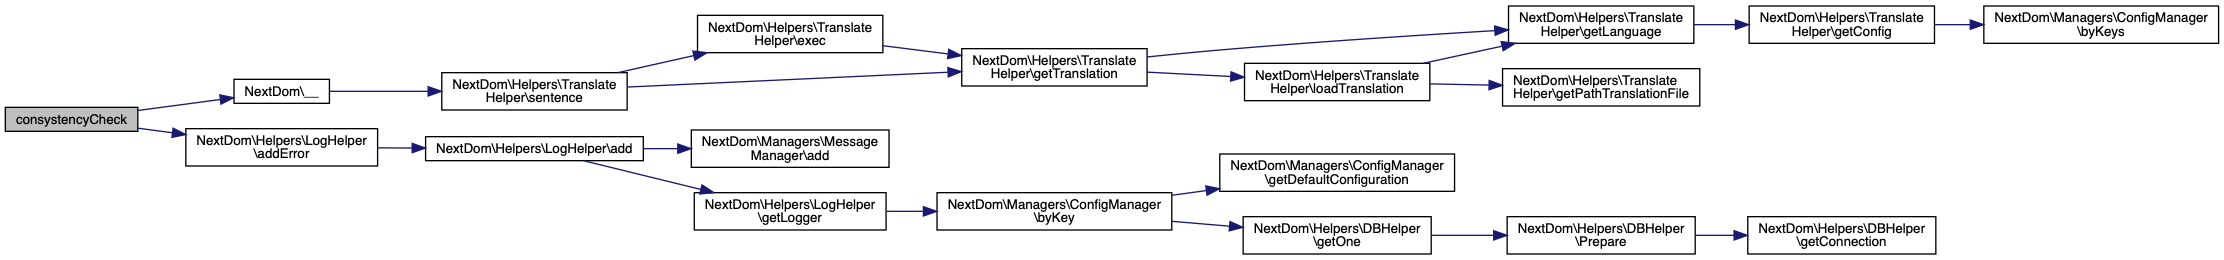 consystencyCheck
NextDom\__
NextDom\Helpers\LogHelper
\addError
NextDom\Helpers\Translate
Helper\sentence
NextDom\Helpers\LogHelper\add
NextDom\Helpers\Translate
Helper\exec
NextDom\Managers\Message
Manager\add
NextDom\Helpers\LogHelper
\getLogger
NextDom\Helpers\Translate
Helper\getTranslation
NextDom\Managers\ConfigManager
\byKey
NextDom\Helpers\Translate
Helper\loadTranslation
NextDom\Managers\ConfigManager
\getDefaultConfiguration
NextDom\Helpers\DBHelper
\getOne
NextDom\Helpers\Translate
Helper\getLanguage
NextDom\Helpers\Translate
Helper\getPathTranslationFile
NextDom\Helpers\DBHelper
\Prepare
NextDom\Helpers\Translate
Helper\getConfig
NextDom\Helpers\DBHelper
\getConnection
NextDom\Managers\ConfigManager
\byKeys